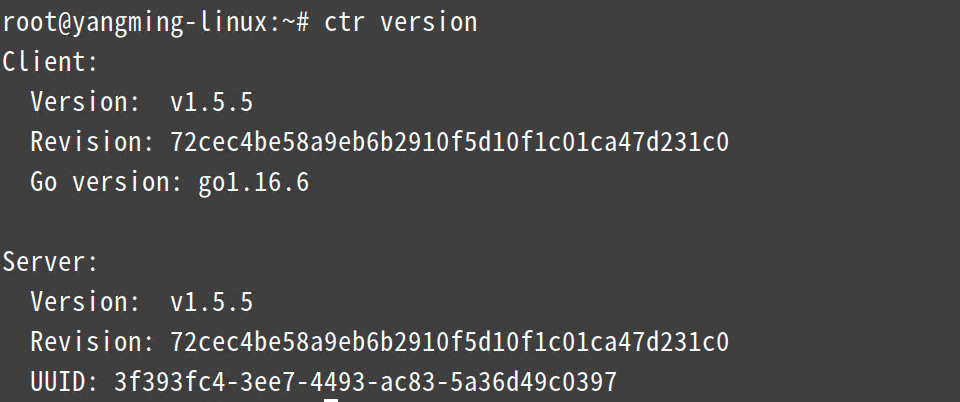 root@yangming-linux:~# ctr version
Client:
  Version:  v1.5.5
  Revision: 72cec4be58a9eb6b2910f5d10f1c01ca47d231c0
  Go version: go1.16.6

Server:
  Version:  v1.5.5
  Revision: 72cec4be58a9eb6b2910f5d10f1c01ca47d231c0
  UUID: 3f393fc4-3ee7-4493-ac83-5a36d49c0397